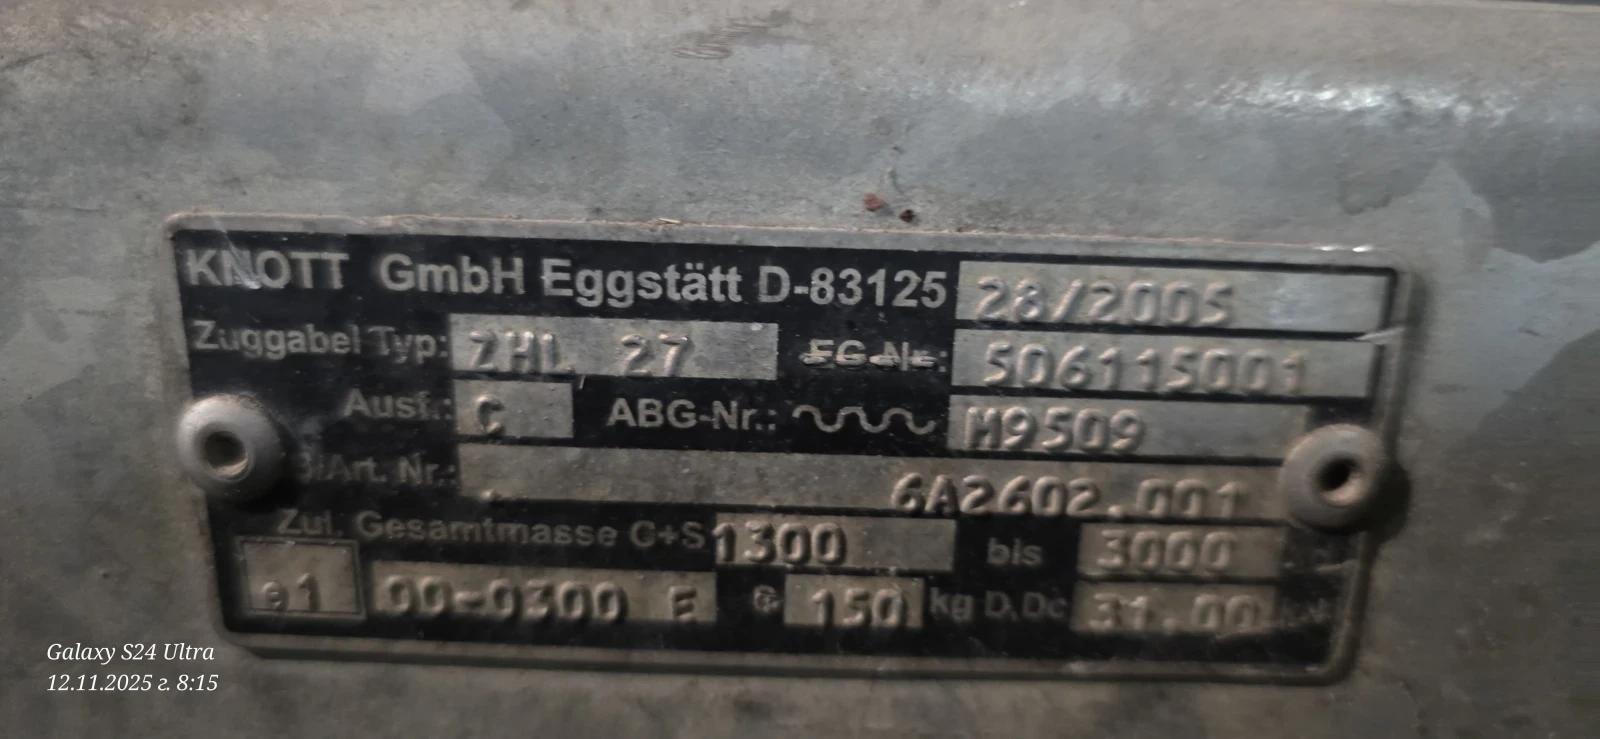 KNOTT GmbH Eggstätt D-83125 28/2005
Zuggabel Typ: ZHL 27 EG-Nr.: 506115001
Ausf.: C ABG-Nr.: M9509
/Art. Nr.: 6A2602.001
Zul. Gesamtmasse C+S 1300 bis 3000
e1 00-0300 E 150 kg D,Dc 31.00
Galaxy S24 Ultra
12.11.2025 г. 8:15